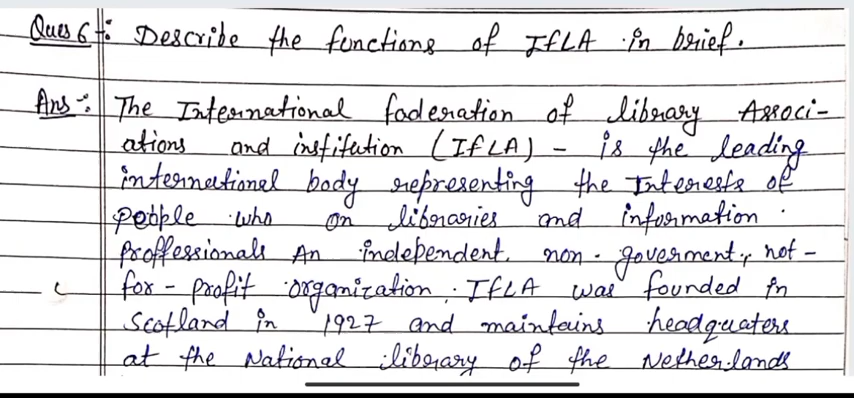 Ques 6 :- Describe the functions of IFLA in brief.
Ans :- The International faderation of library Associ-
ations and instifution (IFLA) - is the leading
international body representing the Interests of
people who on libraries and information
proffessionals An independent, non - goverment, not -
for - profit organization. IFLA was founded in
Scotland in 1927 and maintains headquaters
at the National library of the Netherlands